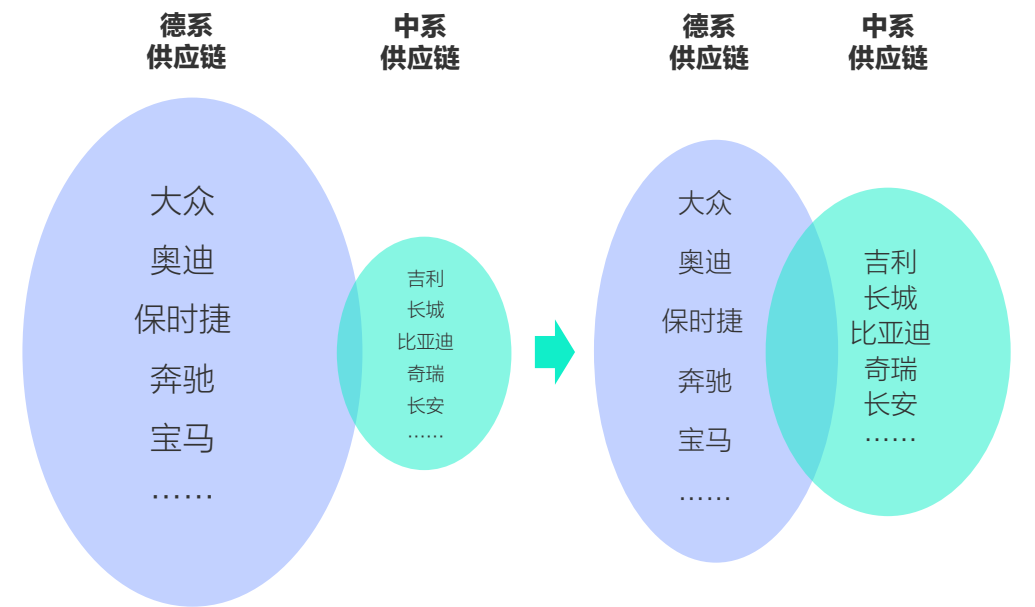 德系
供应链
中系
供应链
大众
奥迪
保时捷
奔驰
宝马
……
吉利
长城
比亚迪
奇瑞
长安
……
德系
供应链
中系
供应链
大众
奥迪
保时捷
奔驰
宝马
……
吉利
长城
比亚迪
奇瑞
长安
……